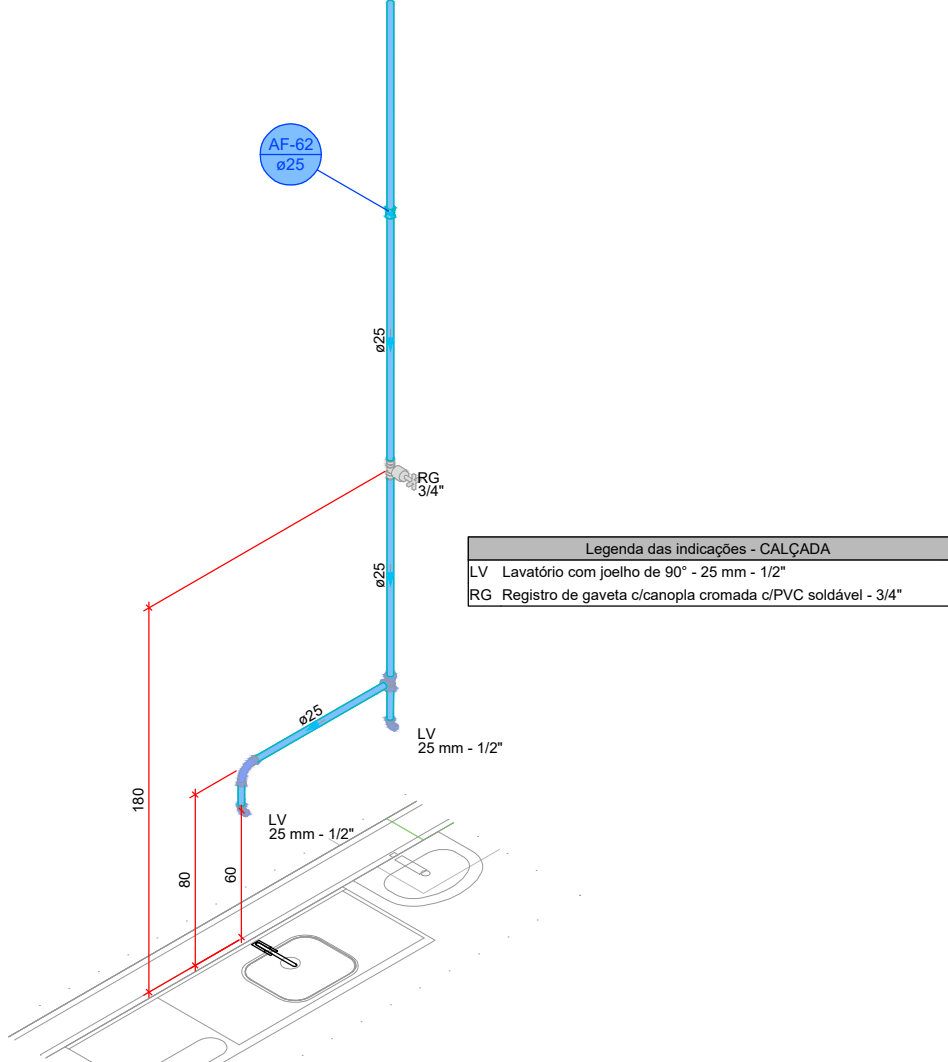 AF-62
ø25
ø25
RG
3/4"
ø25
Legenda das indicações - CALÇADA
LV Lavatório com joelho de 90° - 25 mm - 1/2"
RG Registro de gaveta c/canopla cromada c/PVC soldável - 3/4"
ø25
LV
25 mm - 1/2"
180
LV
25 mm - 1/2"
80
60